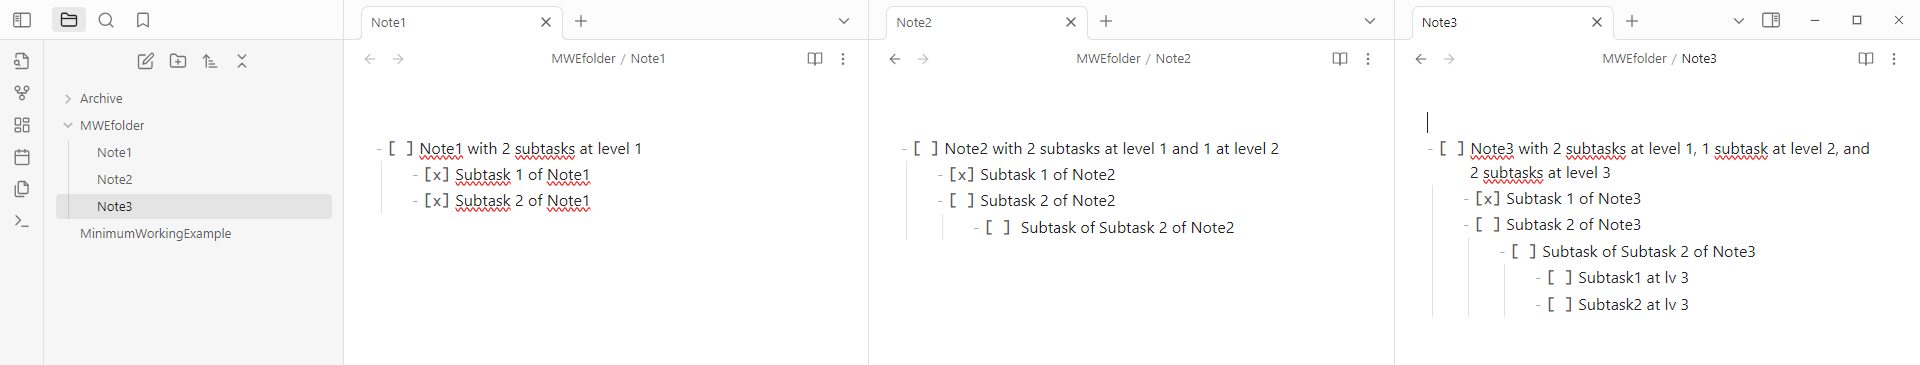 Archive
MWEfolder
Note1
Note2
Note3
MinimumWorkingExample
Note1
MWEfolder / Note1
- [ ] Note1 with 2 subtasks at level 1
- [x] Subtask 1 of Note1
- [x] Subtask 2 of Note1
Note2
MWEfolder / Note2
- [ ] Note2 with 2 subtasks at level 1 and 1 at level 2
- [x] Subtask 1 of Note2
- [ ] Subtask 2 of Note2
- [ ] Subtask of Subtask 2 of Note2
Note3
MWEfolder / Note3
- [ ] Note3 with 2 subtasks at level 1, 1 subtask at level 2, and
2 subtasks at level 3
- [x] Subtask 1 of Note3
- [ ] Subtask 2 of Note3
- [ ] Subtask of Subtask 2 of Note3
- [ ] Subtask1 at lv 3
- [ ] Subtask2 at lv 3